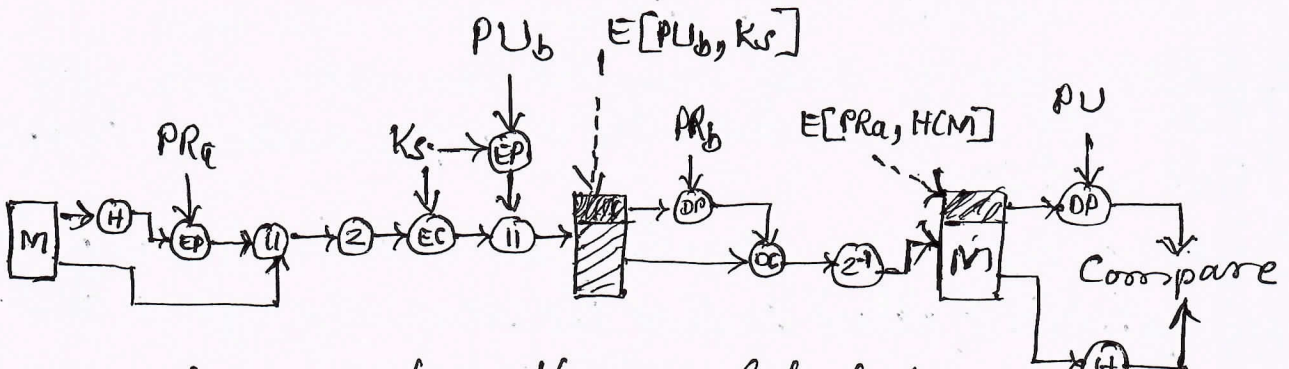 PUb E[PUb, Ks]
PRa Ks EP PRb E[PRa, H(M] PU
M H EP || Z EC || DP DC Z-1 M DP
Compare
H